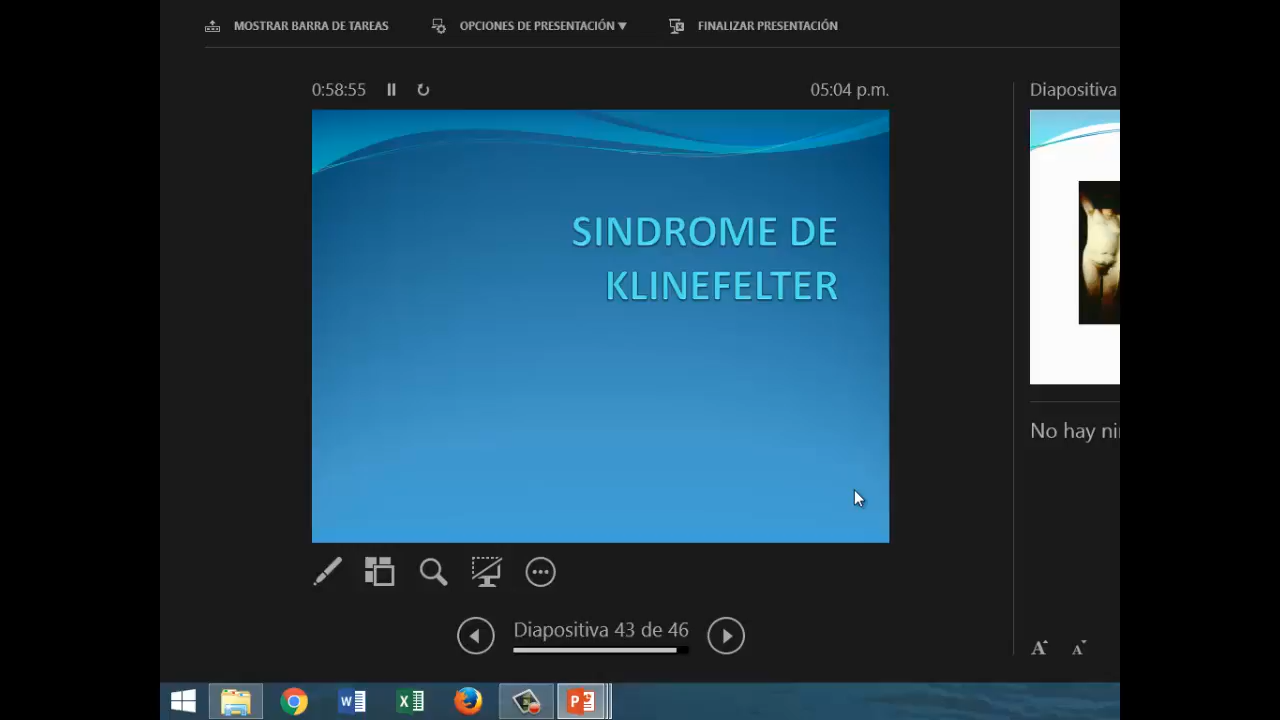 MOSTRAR BARRA DE TAREAS
OPCIONES DE PRESENTACIÓN
FINALIZAR PRESENTACIÓN
0:58:55
05:04 p.m.
SINDROME DE
KLINEFELTER
Diapositiva
No hay
Diapositiva 43 de 46
A
A